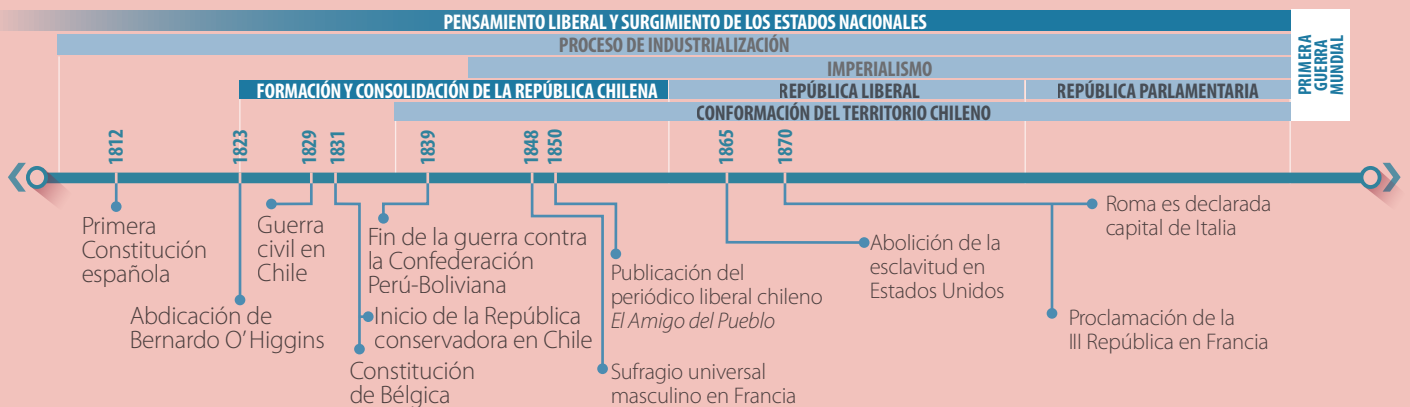 PENSAMIENTO LIBERAL Y SURGIMIENTO DE LOS ESTADOS NACIONALES
PROCESO DE INDUSTRIALIZACIÓN
IMPERIALISMO
FORMACIÓN Y CONSOLIDACIÓN DE LA REPÚBLICA CHILENA
REPÚBLICA LIBERAL
REPÚBLICA PARLAMENTARIA
CONFORMACIÓN DEL TERRITORIO CHILENO
PRIMERA
GUERRA
MUNDIAL
1812
1823
1829
1831
1839
1848
1850
1865
1870
Primera
Constitución
española
Abdicación de
Bernardo O’Higgins
Guerra
civil en
Chile
Fin de la guerra contra
la Confederación
Perú-Boliviana
Inicio de la República
conservadora en Chile
Constitución
de Bélgica
Publicación del
periódico liberal chileno
El Amigo del Pueblo
Sufragio universal
masculino en Francia
Abolición de la
esclavitud en
Estados Unidos
Roma es declarada
capital de Italia
Proclamación de la
III República en Francia